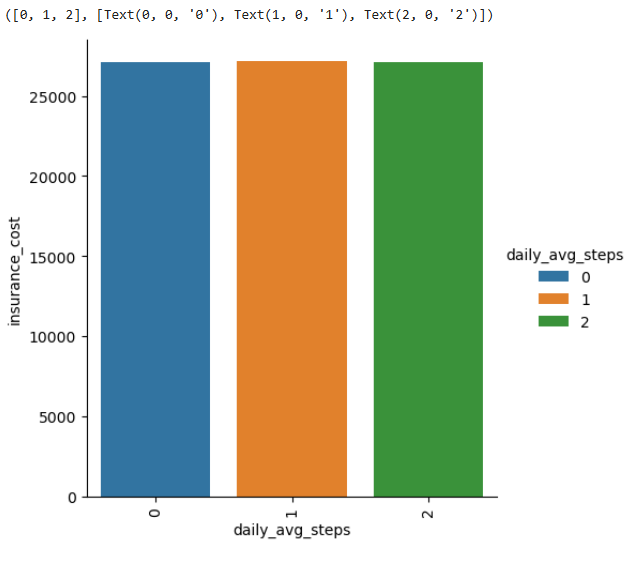 ([0, 1, 2], [Text(0, 0, '0'), Text(1, 0, '1'), Text(2, 0, '2')])
25000
20000
15000
10000
5000
0
insurance_cost
0 1 2
daily_avg_steps
daily_avg_steps
0
1
2